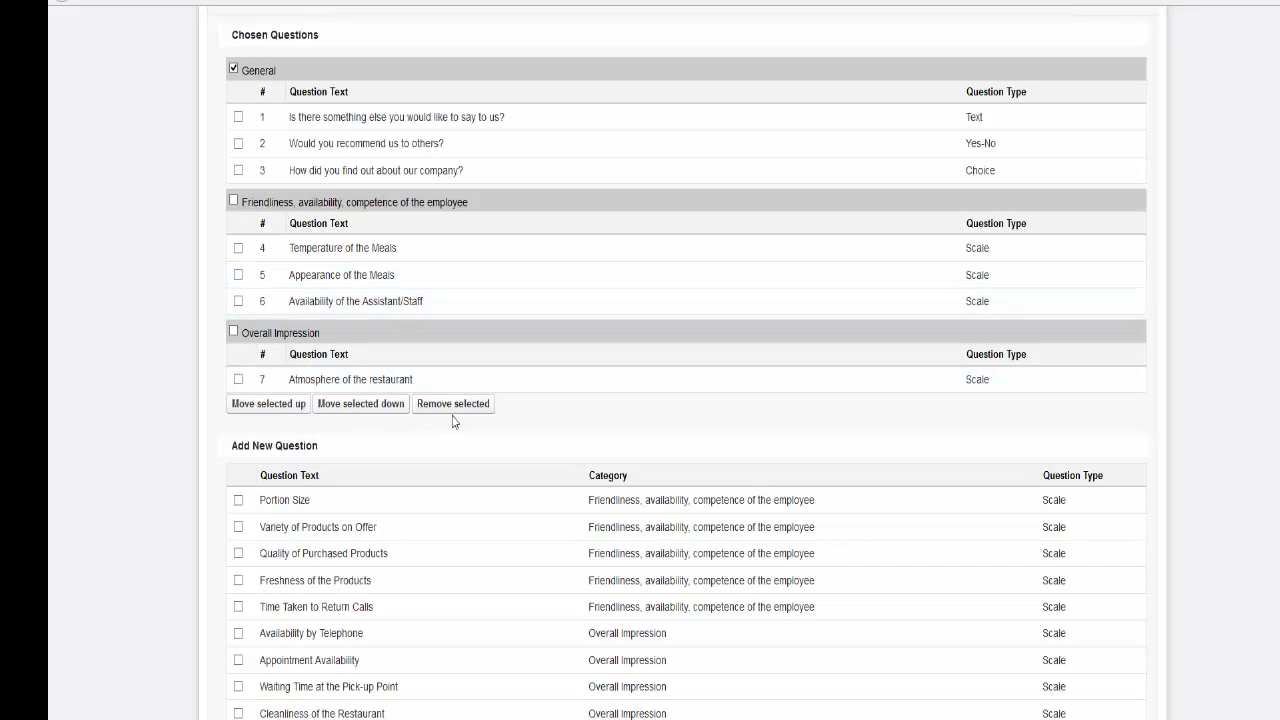 Chosen Questions
General
# Question Text Question Type
1 Is there something else you would like to say to us? Text
2 Would you recommend us to others? Yes-No
3 How did you find out about our company? Choice
Friendliness, availability, competence of the employee
# Question Text Question Type
4 Temperature of the Meals Scale
5 Appearance of the Meals Scale
6 Availability of the Assistant/Staff Scale
Overall Impression
# Question Text Question Type
7 Atmosphere of the restaurant Scale
Move selected up Move selected down Remove selected
Add New Question
Question Text Category Question Type
Portion Size Friendliness, availability, competence of the employee Scale
Variety of Products on Offer Friendliness, availability, competence of the employee Scale
Quality of Purchased Products Friendliness, availability, competence of the employee Scale
Freshness of the Products Friendliness, availability, competence of the employee Scale
Time Taken to Return Calls Friendliness, availability, competence of the employee Scale
Availability by Telephone Overall Impression Scale
Appointment Availability Overall Impression Scale
Waiting Time at the Pick-up Point Overall Impression Scale
Cleanliness of the Restaurant Overall Impression Scale